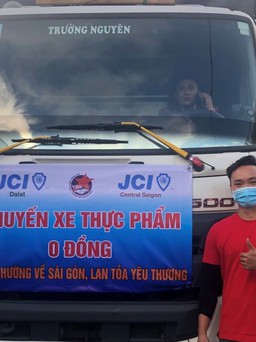 TRƯỜNG NGUYÊN
JCI JCI
Dalat Central Saigon
HUYẾN XE THỰC PHẨM
0 ĐỒNG
HƯƠNG VỀ SÀI GÒN, LAN TỎA YÊU THƯƠNG
500